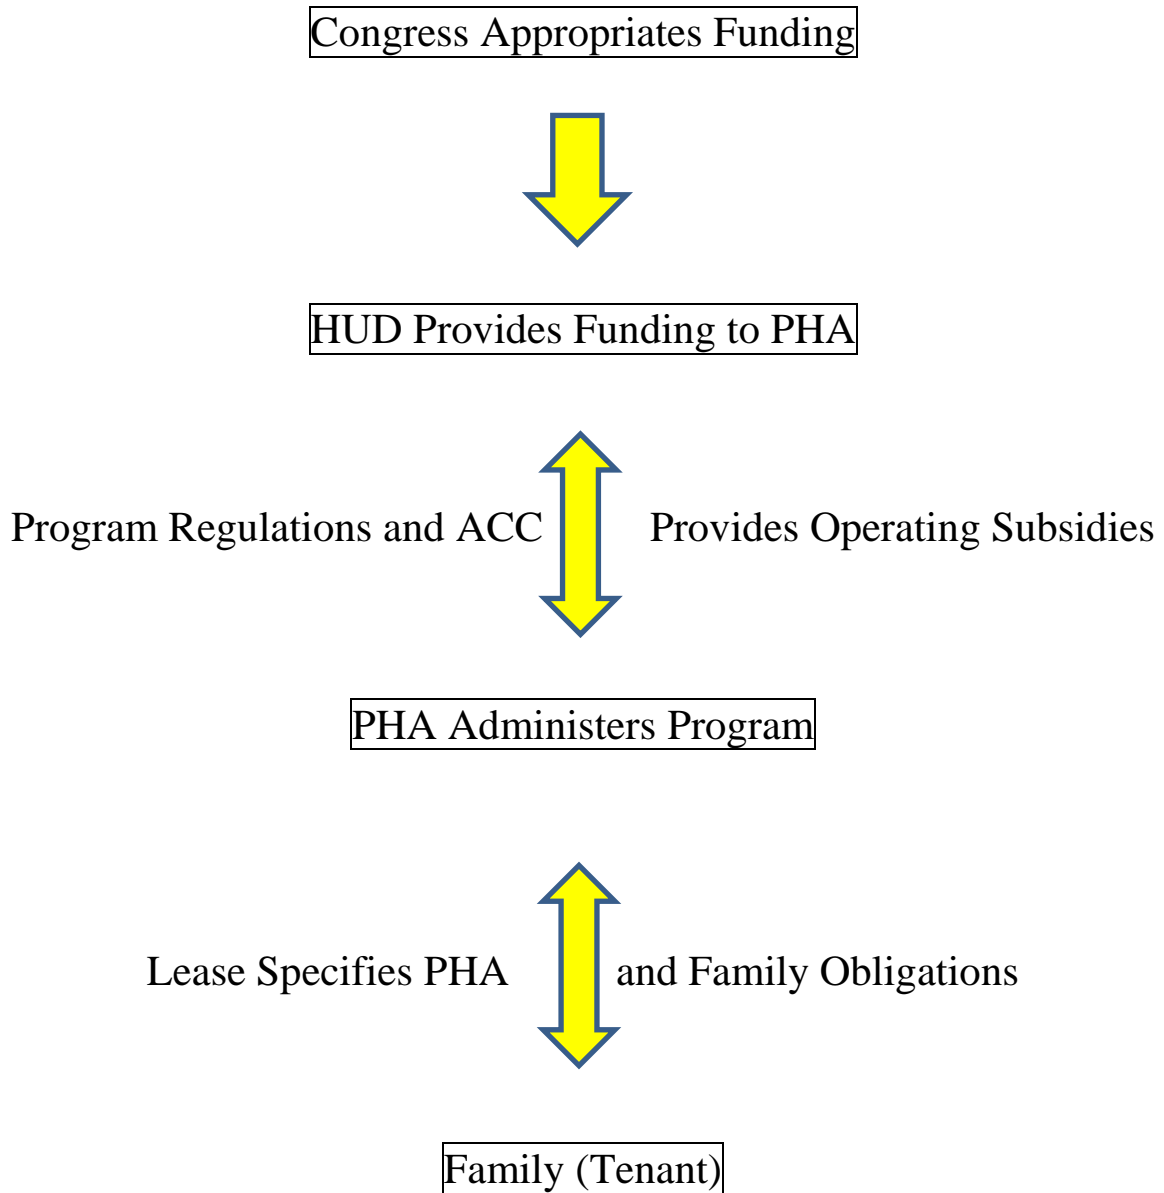 Congress Appropriates Funding
HUD Provides Funding to PHA
Program Regulations and ACC Provides Operating Subsidies
PHA Administers Program
Lease Specifies PHA and Family Obligations
Family (Tenant)